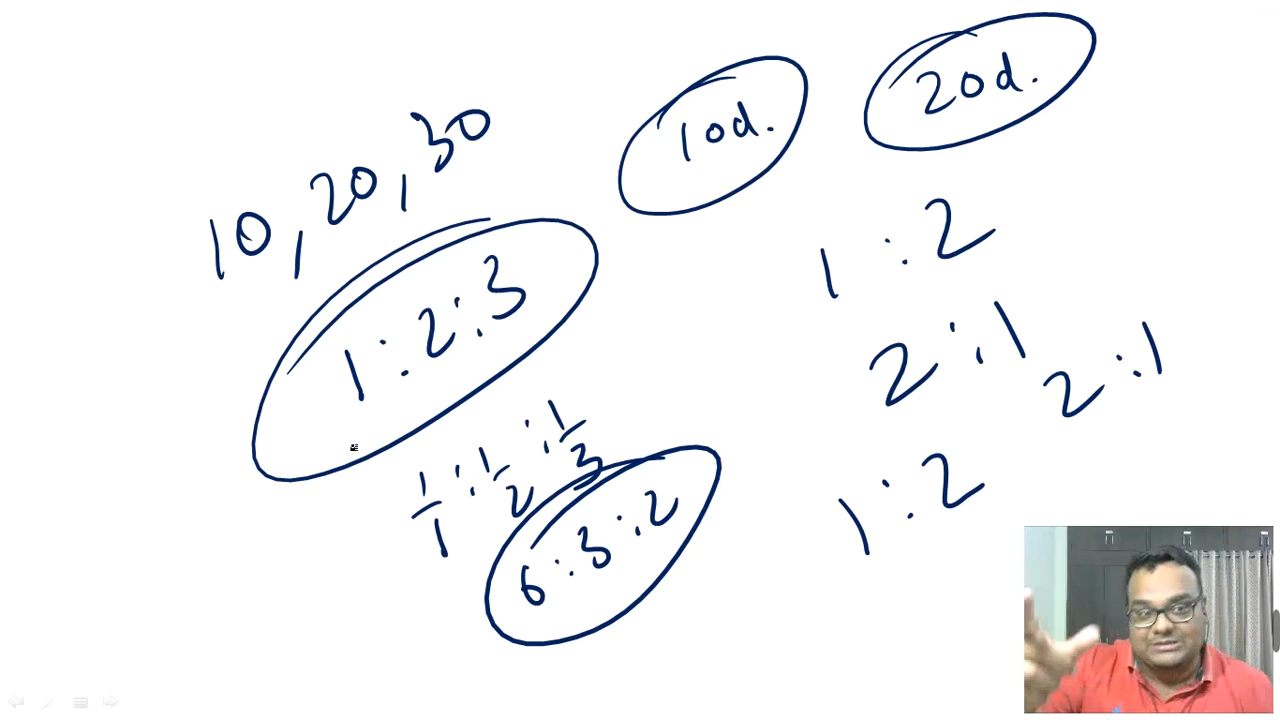 10, 20, 30
1 : 2 : 3
1/1 : 1/2 : 1/3
6 : 3 : 2
10d.
20d.
1 : 2
2 : 1
2 : 1
1 : 2